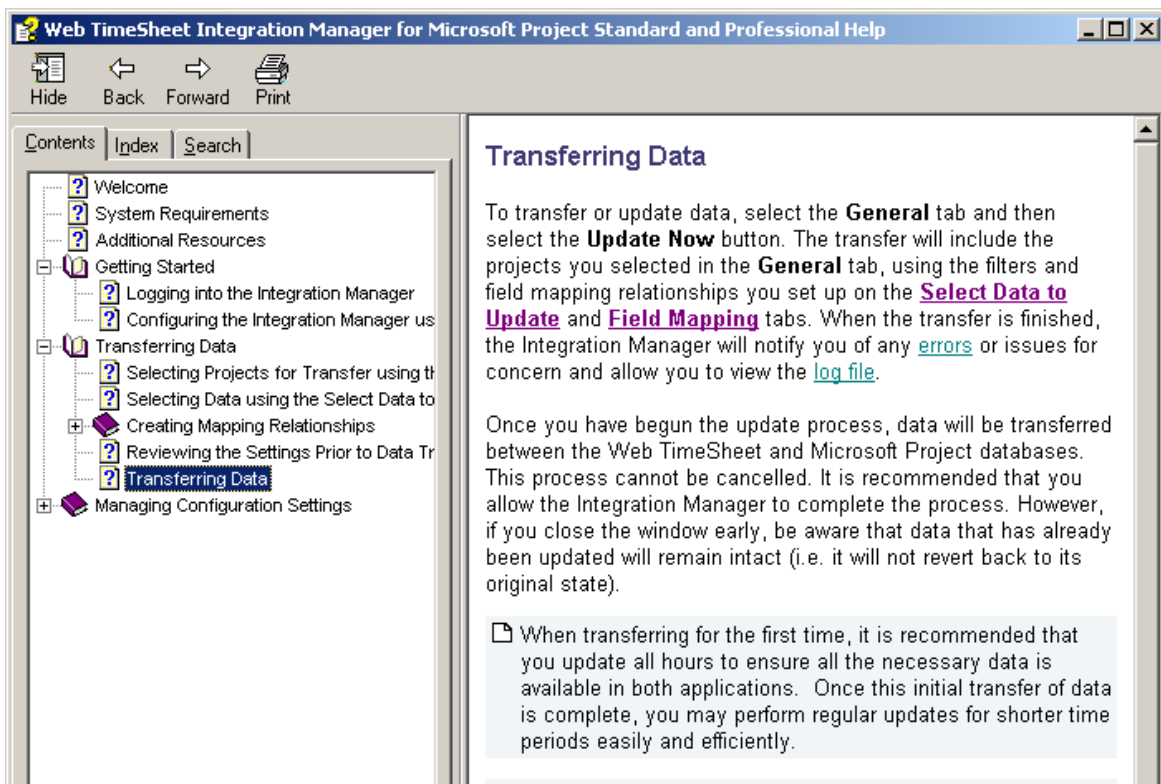 Web TimeSheet Integration Manager for Microsoft Project Standard and Professional Help
Hide Back Forward Print
Contents Index Search
Welcome
System Requirements
Additional Resources
Getting Started
Logging into the Integration Manager
Configuring the Integration Manager us
Transferring Data
Selecting Projects for Transfer using th
Selecting Data using the Select Data to
Creating Mapping Relationships
Reviewing the Settings Prior to Data Tr
Transferring Data
Managing Configuration Settings
Transferring Data
To transfer or update data, select the General tab and then
select the Update Now button. The transfer will include the
projects you selected in the General tab, using the filters and
field mapping relationships you set up on the Select Data to
Update and Field Mapping tabs. When the transfer is finished,
the Integration Manager will notify you of any errors or issues for
concern and allow you to view the log file.
Once you have begun the update process, data will be transferred
between the Web TimeSheet and Microsoft Project databases.
This process cannot be cancelled. It is recommended that you
allow the Integration Manager to complete the process. However,
if you close the window early, be aware that data that has already
been updated will remain intact (i.e. it will not revert back to its
original state).
When transferring for the first time, it is recommended that
you update all hours to ensure all the necessary data is
available in both applications.  Once this initial transfer of data
is complete, you may perform regular updates for shorter time
periods easily and efficiently.